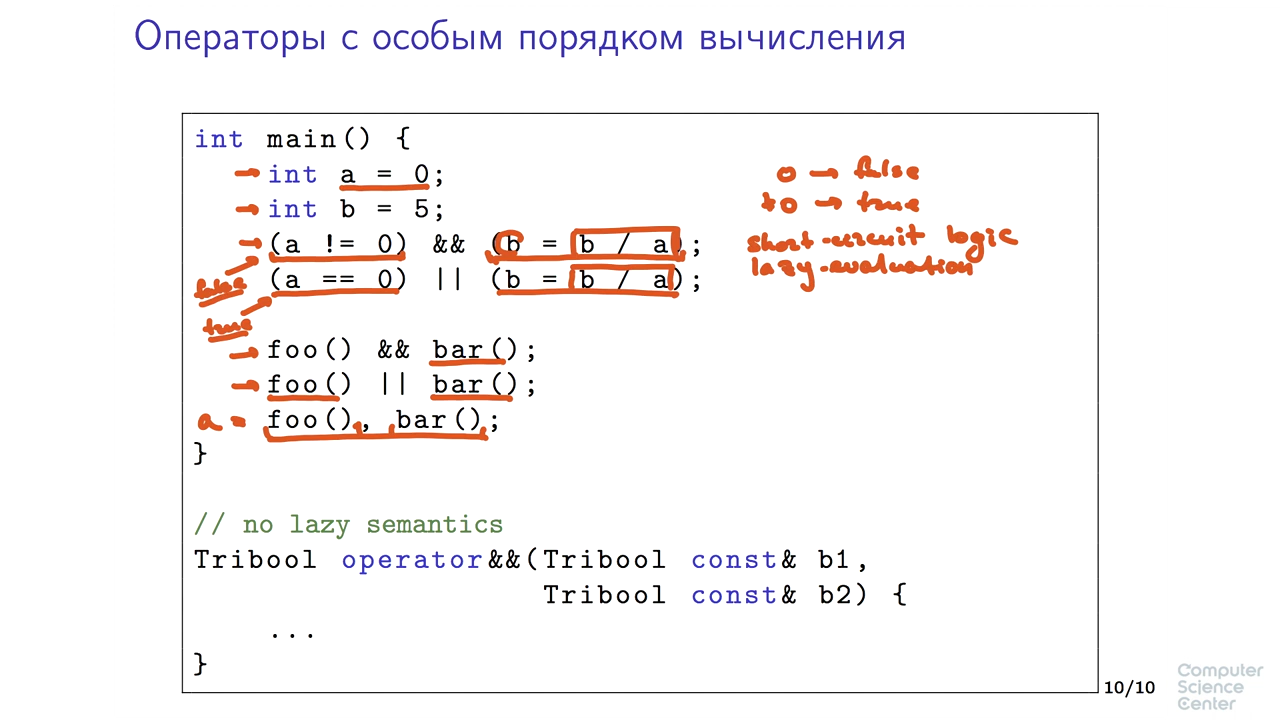 Операторы с особым порядком вычисления
int main() {
int a = 0;
int b = 5;
(a != 0) && (b = b / a);
(a == 0) || (b = b / a);
foo() && bar();
foo() || bar();
a = foo(), bar();
}
// no lazy semantics
Tribool operator&&(Tribool const& b1,
Tribool const& b2) {
...
}
0 → false
≠0 → true
short-circuit logic
lazy-evaluation
false
true
10/10
Computer
Science
Center